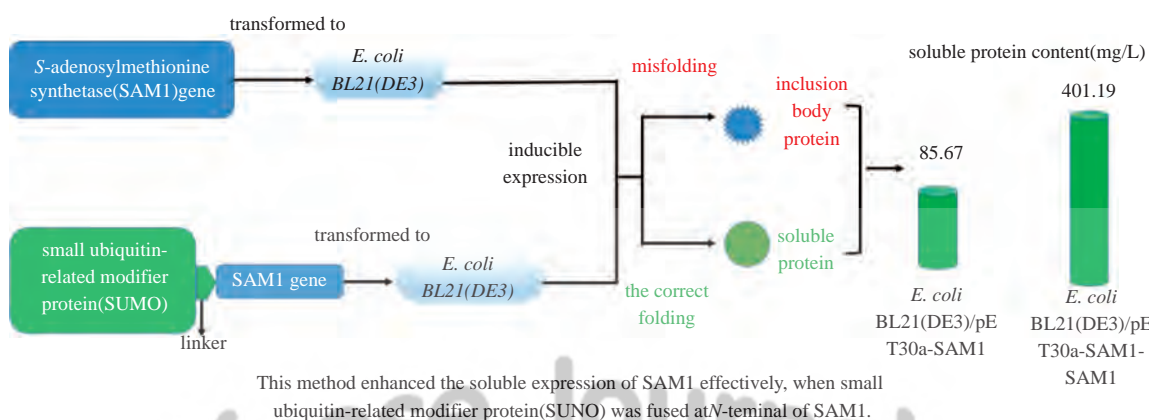 transformed to
S-adenosylmethionine
synthetase(SAM1)gene
E. coli
BL21(DE3)
small ubiquitin-
related modifier
protein(SUMO)
linker
SAM1 gene
transformed to
E. coli
BL21(DE3)
inducible
expression
misfolding
inclusion
body
protein
soluble
protein
the correct
folding
soluble protein content(mg/L)
85.67
401.19
E. coli
BL21(DE3)/pE
T30a-SAM1
E. coli
BL21(DE3)/pE
T30a-SAM1-
SAM1
This method enhanced the soluble expression of SAM1 effectively, when small
ubiquitin-related modifier protein(SUNO) was fused atN-teminal of SAM1.